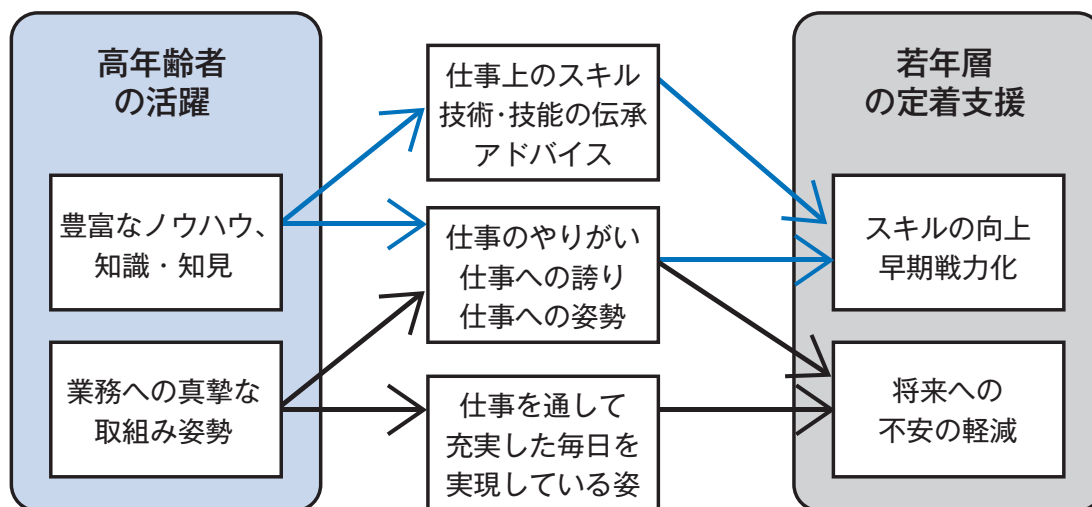 高年齢者
の活躍
豊富なノウハウ、
知識・知見
業務への真摯な
取組み姿勢
仕事上のスキル
技術・技能の伝承
アドバイス
仕事のやりがい
仕事への誇り
仕事への姿勢
仕事を通して
充実した毎日を
実現している姿
若年層
の定着支援
スキルの向上
早期戦力化
将来への
不安の軽減